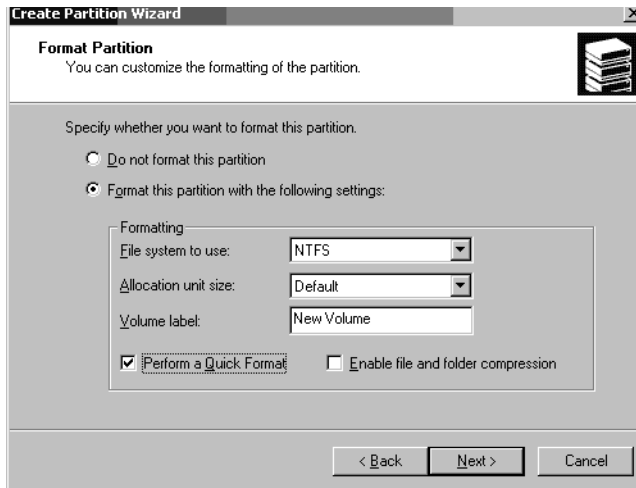 Create Partition Wizard
Format Partition
You can customize the formatting of the partition.
Specify whether you want to format this partition.
Do not format this partition
Format this partition with the following settings:
Formatting
File system to use: NTFS
Allocation unit size: Default
Volume label: New Volume
Perform a Quick Format Enable file and folder compression
< Back Next > Cancel